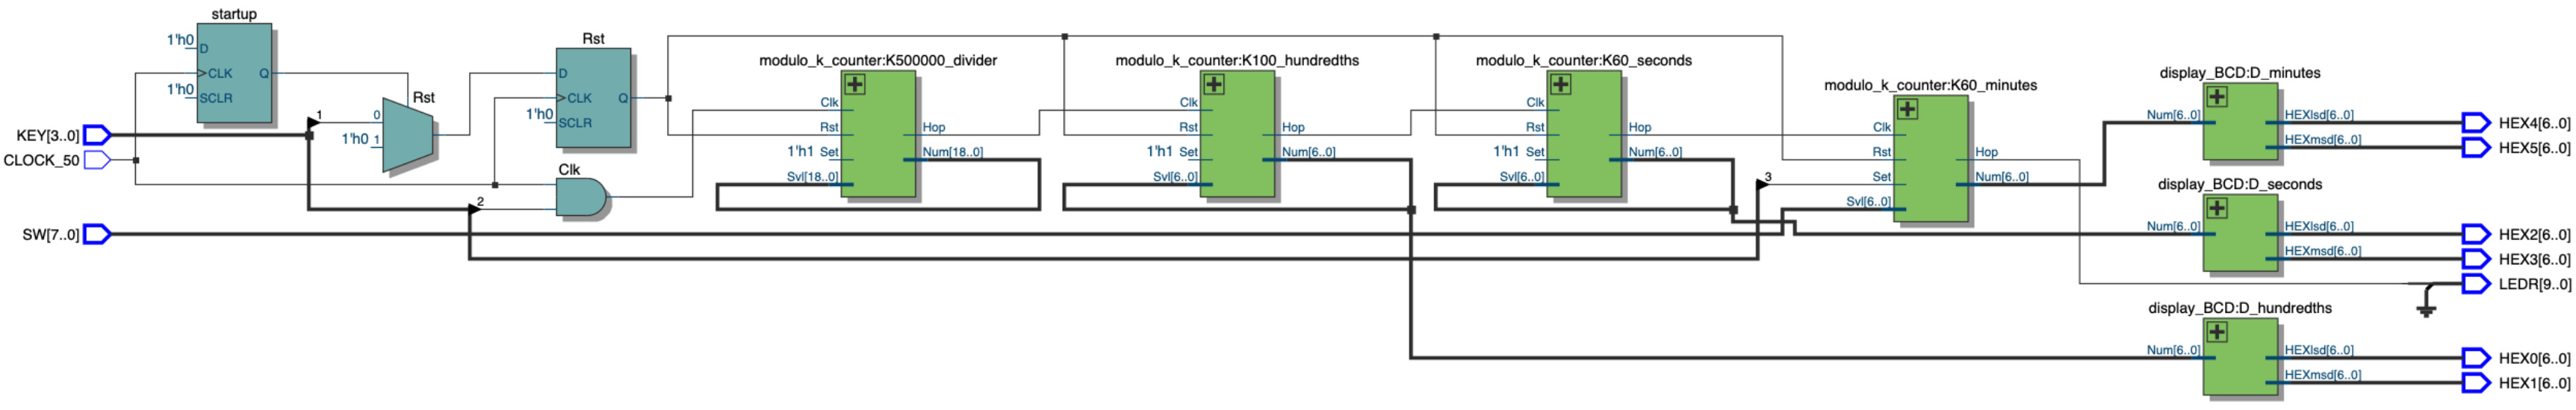 startup
1'h0 D
CLK Q
1'h0 SCLR
KEY[3..0]
CLOCK_50
SW[7..0]
Rst
1 0
1'h0 1
2
Rst
D
CLK Q
1'h0 SCLR
Clk
modulo_k_counter:K500000_divider
Clk
Rst Hop
1'h1 Set Num[18..0]
Svl[18..0]
modulo_k_counter:K100_hundredths
Clk
Rst Hop
1'h1 Set Num[6..0]
Svl[6..0]
modulo_k_counter:K60_seconds
Clk
Rst Hop
1'h1 Set Num[6..0]
Svl[6..0]
modulo_k_counter:K60_minutes
Clk
Rst Hop
3 Set Num[6..0]
Svl[6..0]
display_BCD:D_minutes
Num[6..0] HEXlsd[6..0] HEX4[6..0]
HEXmsd[6..0] HEX5[6..0]
display_BCD:D_seconds
Num[6..0] HEXlsd[6..0] HEX2[6..0]
HEXmsd[6..0] HEX3[6..0]
LEDR[9..0]
display_BCD:D_hundredths
Num[6..0] HEXlsd[6..0] HEX0[6..0]
HEXmsd[6..0] HEX1[6..0]